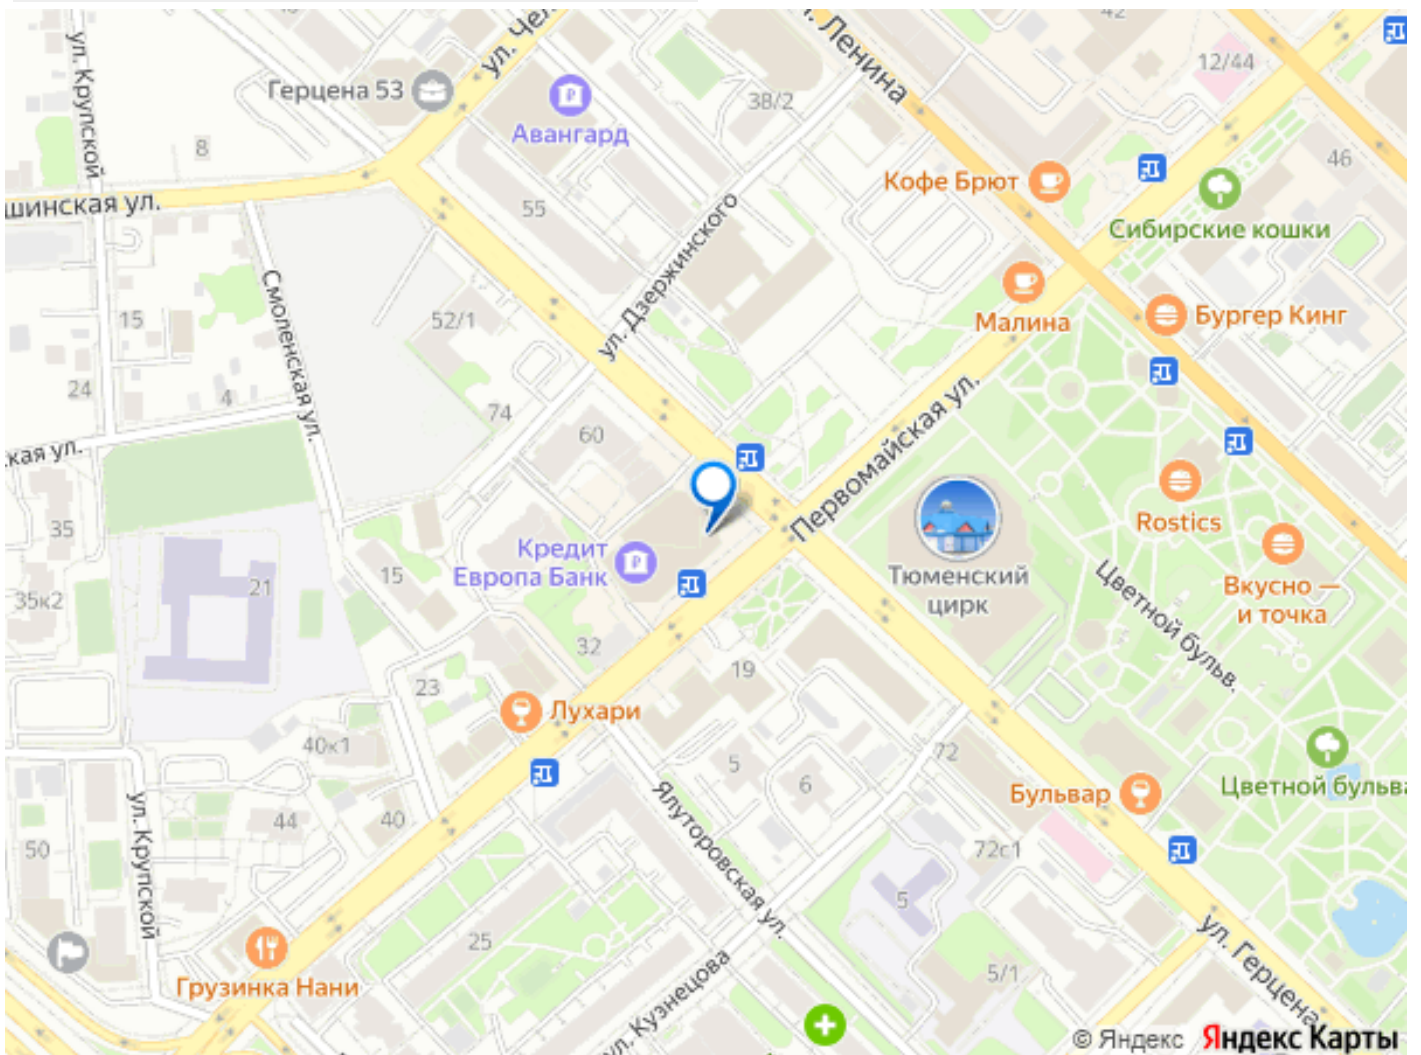 ул. Крупской
ул. Че
л. Ленина
42
12/44
Герцена 53
38/2
Авангард
8
46
Кофе Брют
шинская ул.
55
Сибирские кошки
ул. Дзержинского
Смоленская ул.
15
52/1
Малина
Бургер Кинг
24
4
74
60
Первомайская ул.
кая ул.
35
Rostics
Кредит
Европа Банк
15
21
35к2
Тюменский
цирк
Вкусно —
и точка
Цветной бульв.
32
23
19
Лухари
40к1
5
6
72
Бульвар
Цветной бульва
ул. Крупской
44
40
50
Ялуторовская ул.
72с1
5
25
ул. Герцена
Грузинка Нани
ул. Кузнецова
5/1
© Яндекс Яндекс Карты